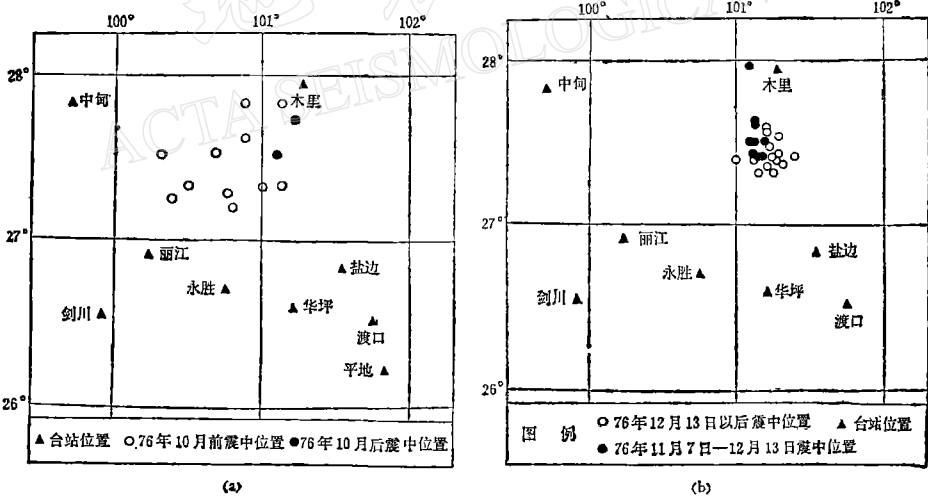 ACTA SEISMOLOGICA
100° 101° 102°
28°
27°
26°
中甸
木里
丽江
盐边
永胜
剑川
华坪
渡口
平地
▲ 台站位置 ○76年10月前震中位置 ●76年10月后震中位置
(a)
100° 101° 102°
28°
27°
26°
中甸
木里
丽江
盐边
永胜
剑川
华坪
渡口
图 例
○ 76年12月13日以后震中位置 ▲ 台站位置
● 76年11月7日—12月13日震中位置
(b)